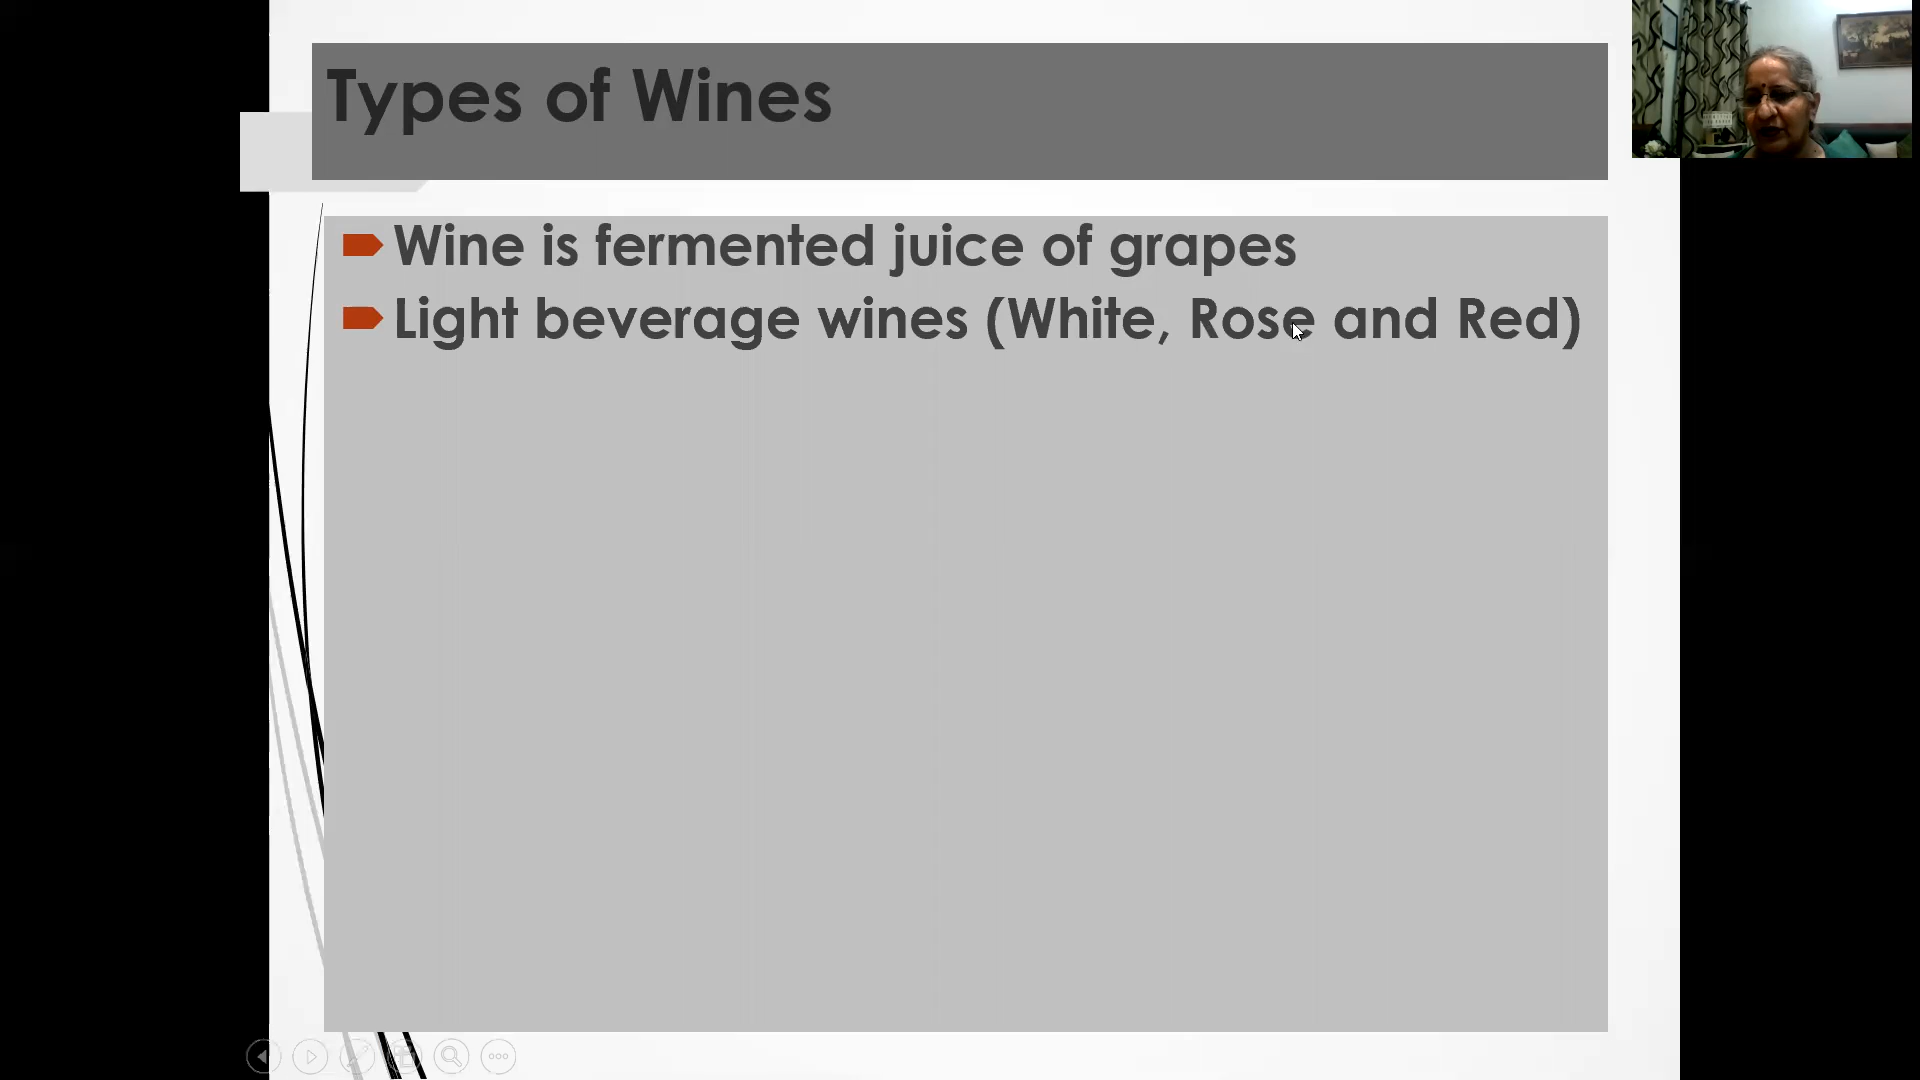 Types of Wines
Wine is fermented juice of grapes
Light beverage wines (White, Rose and Red)